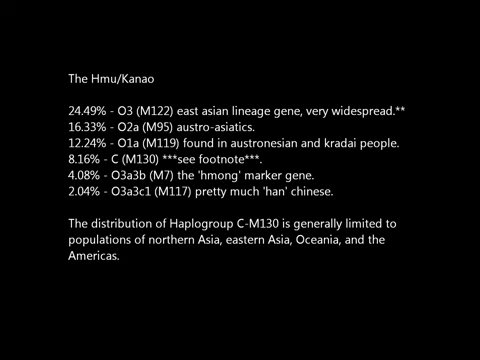 The Hmu/Kanao
24.49% - O3 (M122) east asian lineage gene, very widespread.**
16.33% - O2a (M95) austro-asiatics.
12.24% - O1a (M119) found in austronesian and kradai people.
8.16% - C (M130) ***see footnote***.
4.08% - O3a3b (M7) the 'hmong' marker gene.
2.04% - O3a3c1 (M117) pretty much 'han' chinese.
The distribution of Haplogroup C-M130 is generally limited to
populations of northern Asia, eastern Asia, Oceania, and the
Americas.